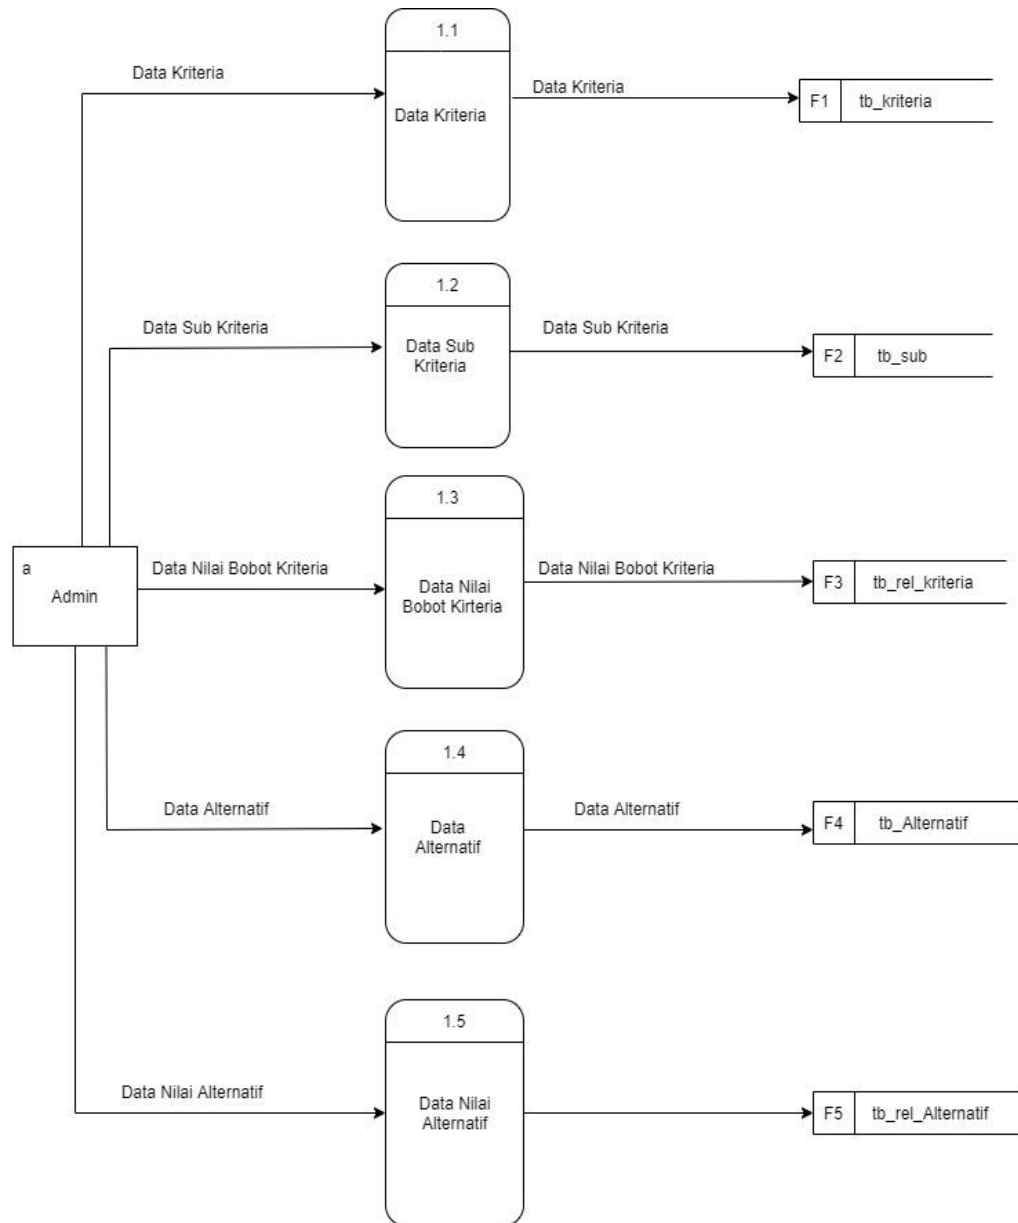 1.1
Data Kriteria
Data Kriteria
Data Kriteria
F1
tb_kriteria
1.2
Data Sub Kriteria
Data Sub Kriteria
Data Sub
Kriteria
F2
tb_sub
1.3
a
Admin
Data Nilai Bobot Kriteria
Data Nilai Bobot Kriteria
Data Nilai
Bobot Kirteria
F3
tb_rel_kriteria
1.4
Data Alternatif
Data Alternatif
Data
Alternatif
F4
tb_Alternatif
1.5
Data Nilai Alternatif
Data Nilai
Alternatif
F5
tb_rel_Alternatif